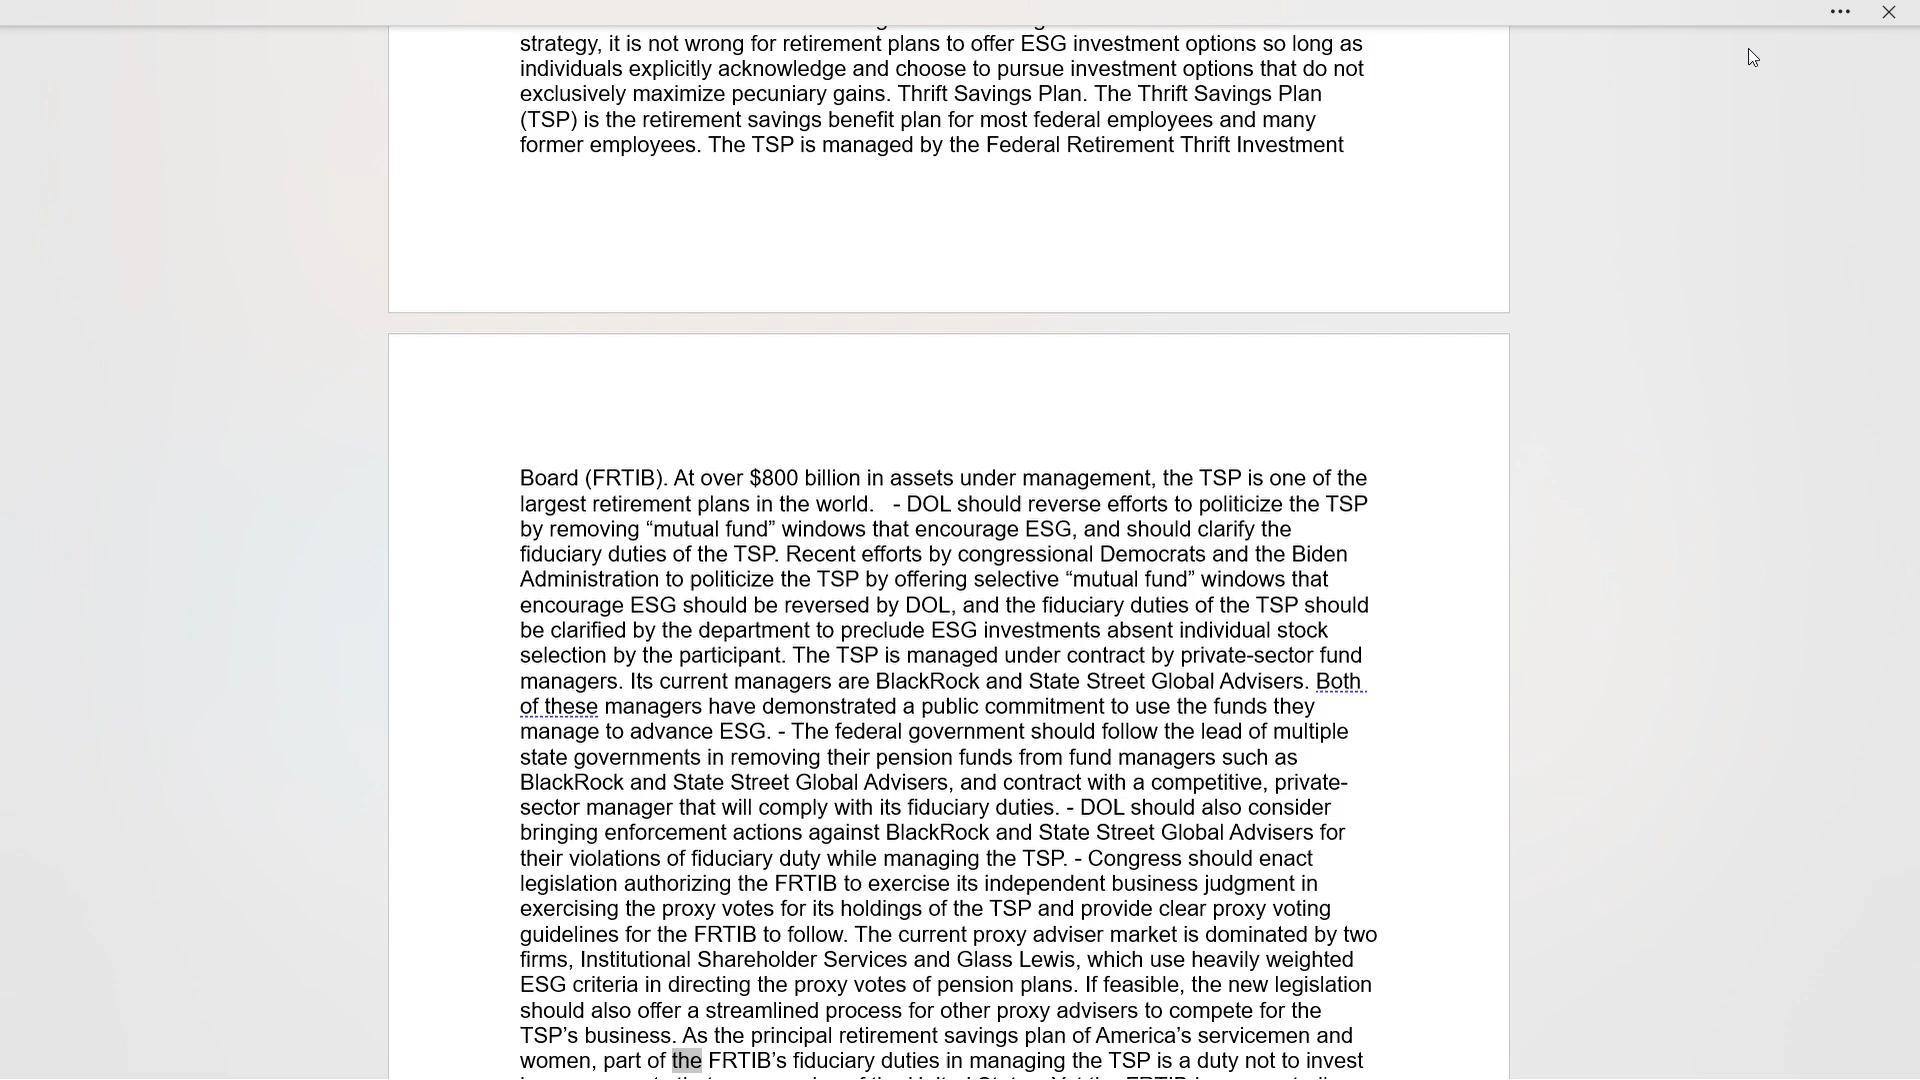 strategy, it is not wrong for retirement plans to offer ESG investment options so long as
individuals explicitly acknowledge and choose to pursue investment options that do not
exclusively maximize pecuniary gains. Thrift Savings Plan. The Thrift Savings Plan
(TSP) is the retirement savings benefit plan for most federal employees and many
former employees. The TSP is managed by the Federal Retirement Thrift Investment
Board (FRTIB). At over $800 billion in assets under management, the TSP is one of the
largest retirement plans in the world.   - DOL should reverse efforts to politicize the TSP
by removing “mutual fund” windows that encourage ESG, and should clarify the
fiduciary duties of the TSP. Recent efforts by congressional Democrats and the Biden
Administration to politicize the TSP by offering selective “mutual fund” windows that
encourage ESG should be reversed by DOL, and the fiduciary duties of the TSP should
be clarified by the department to preclude ESG investments absent individual stock
selection by the participant. The TSP is managed under contract by private-sector fund
managers. Its current managers are BlackRock and State Street Global Advisers. Both
of these managers have demonstrated a public commitment to use the funds they
manage to advance ESG. - The federal government should follow the lead of multiple
state governments in removing their pension funds from fund managers such as
BlackRock and State Street Global Advisers, and contract with a competitive, private-
sector manager that will comply with its fiduciary duties. - DOL should also consider
bringing enforcement actions against BlackRock and State Street Global Advisers for
their violations of fiduciary duty while managing the TSP. - Congress should enact
legislation authorizing the FRTIB to exercise its independent business judgment in
exercising the proxy votes for its holdings of the TSP and provide clear proxy voting
guidelines for the FRTIB to follow. The current proxy adviser market is dominated by two
firms, Institutional Shareholder Services and Glass Lewis, which use heavily weighted
ESG criteria in directing the proxy votes of pension plans. If feasible, the new legislation
should also offer a streamlined process for other proxy advisers to compete for the
TSP’s business. As the principal retirement savings plan of America’s servicemen and
women, part of the FRTIB’s fiduciary duties in managing the TSP is a duty not to invest